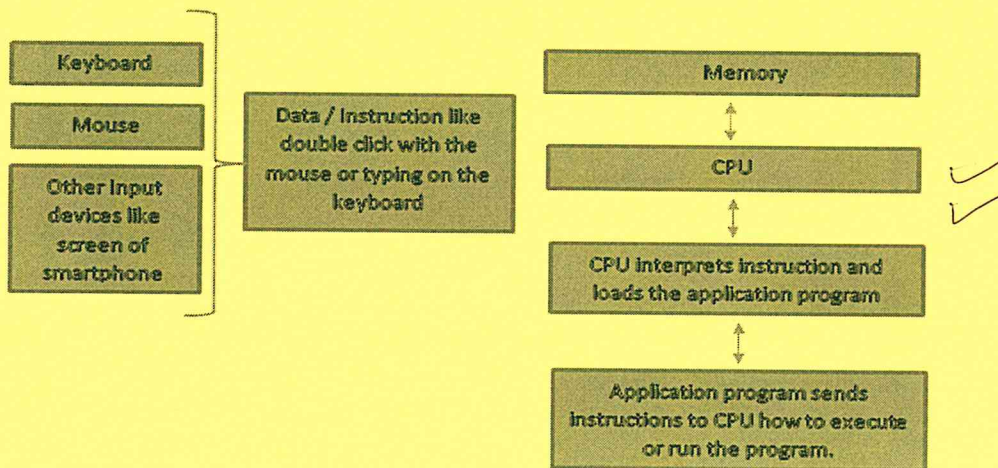 Keyboard
Mouse
Other Input
devices like
screen of
smartphone
Data / Instruction like
double click with the
mouse or typing on the
keyboard
Memory
CPU
CPU interprets instruction and
loads the application program
Application program sends
instructions to CPU how to execute
or run the program.